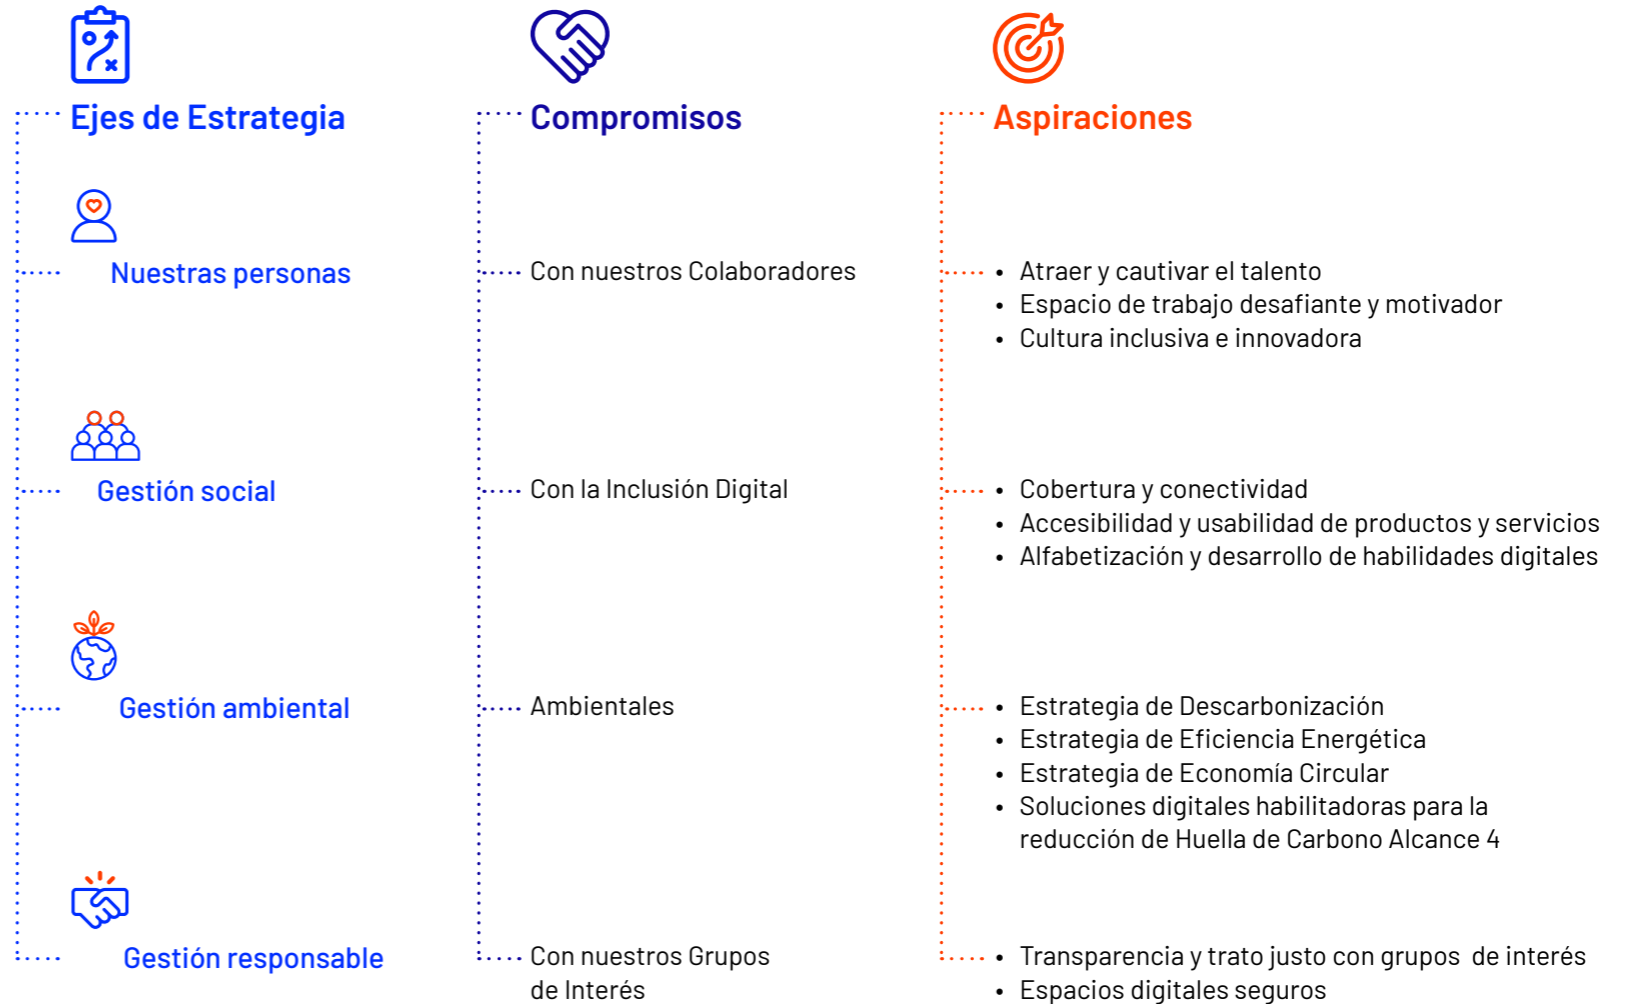 Ejes de Estrategia
Compromisos
Aspiraciones
Nuestras personas
Con nuestros Colaboradores
• Atraer y cautivar el talento
• Espacio de trabajo desafiante y motivador
• Cultura inclusiva e innovadora
Gestión social
Con la Inclusión Digital
• Cobertura y conectividad
• Accesibilidad y usabilidad de productos y servicios
• Alfabetización y desarrollo de habilidades digitales
Gestión ambiental
Ambientales
• Estrategia de Descarbonización
• Estrategia de Eficiencia Energética
• Estrategia de Economía Circular
• Soluciones digitales habilitadoras para la
reducción de Huella de Carbono Alcance 4
Gestión responsable
Con nuestros Grupos
de Interés
• Transparencia y trato justo con grupos de interés
• Espacios digitales seguros